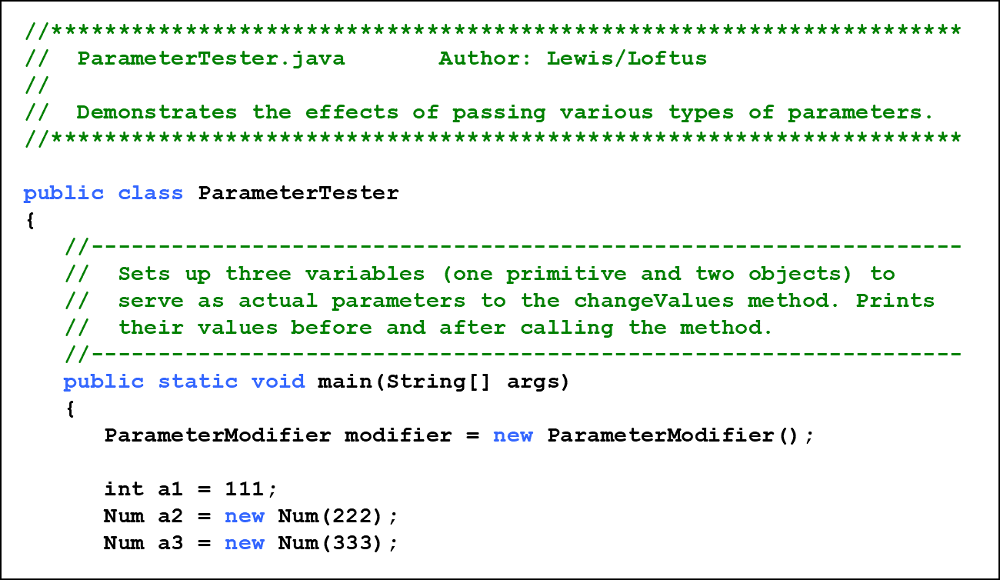 //********************************************************************
//  ParameterTester.java       Author: Lewis/Loftus
//
//  Demonstrates the effects of passing various types of parameters.
//********************************************************************

public class ParameterTester
{
   //-----------------------------------------------------------------
   //  Sets up three variables (one primitive and two objects) to
   //  serve as actual parameters to the changeValues method. Prints
   //  their values before and after calling the method.
   //-----------------------------------------------------------------
   public static void main(String[] args)
   {
      ParameterModifier modifier = new ParameterModifier();

      int a1 = 111;
      Num a2 = new Num(222);
      Num a3 = new Num(333);